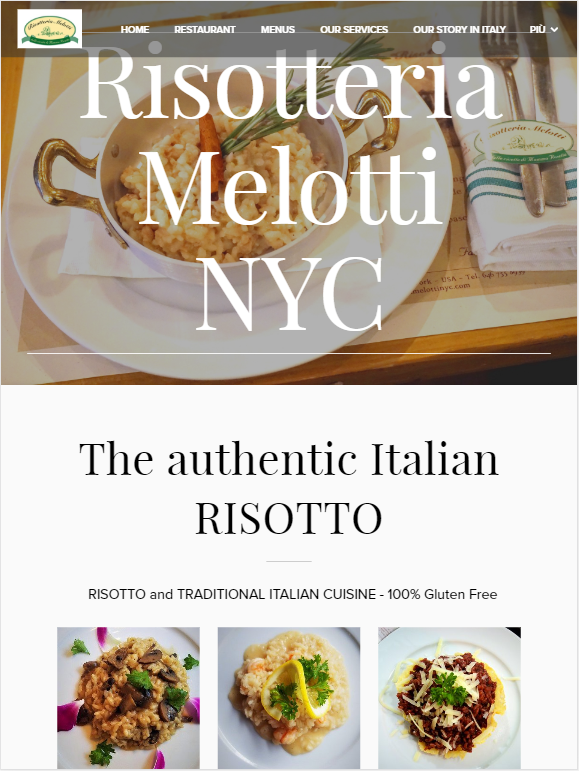 Risotteria Melotti
HOME
RESTAURANT
MENUS
OUR SERVICES
OUR STORY IN ITALY
PIÙ
Risotteria
Melotti
NYC
The authentic Italian
RISOTTO
RISOTTO and TRADITIONAL ITALIAN CUISINE - 100% Gluten Free